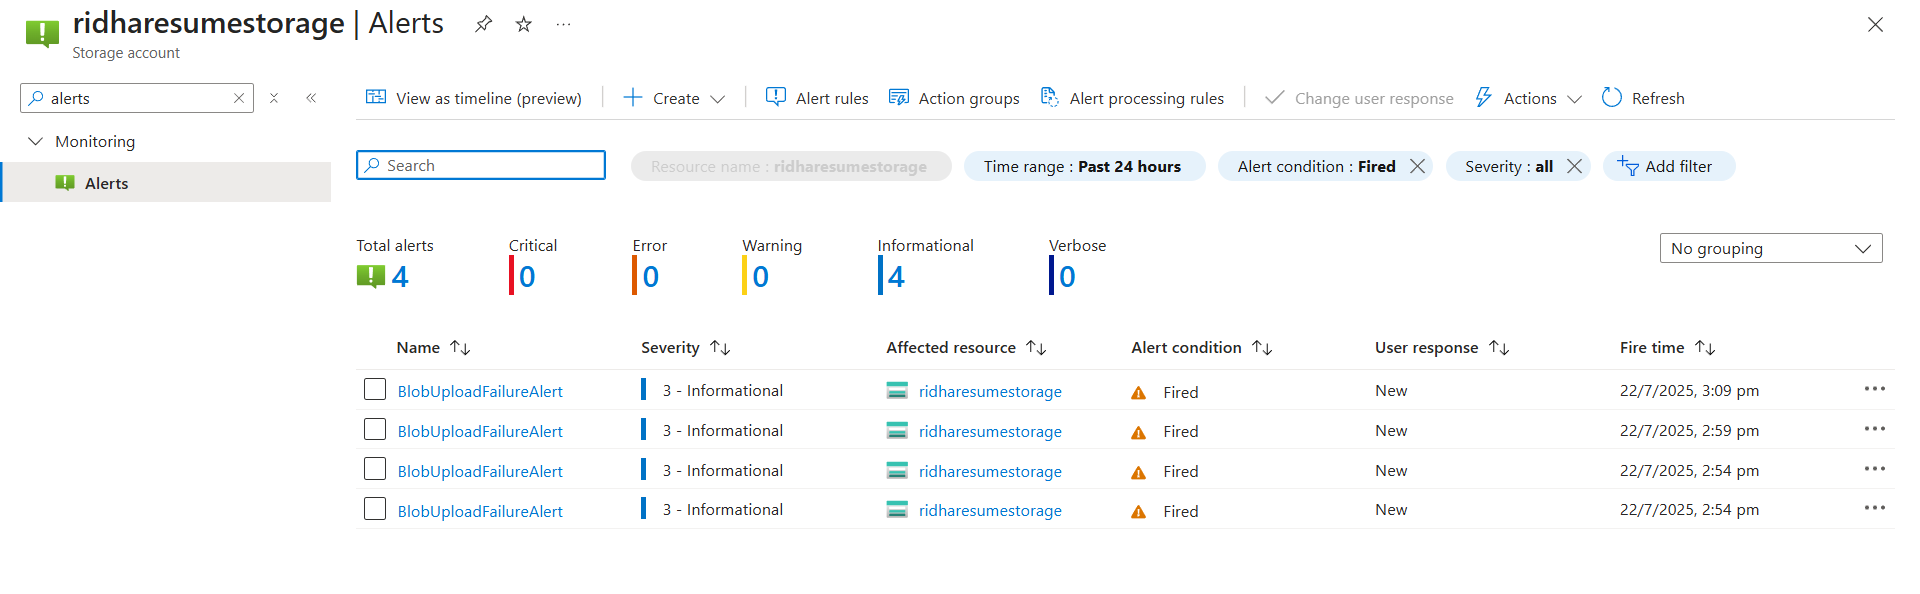 ridharesumestorage | Alerts
Storage account
alerts
View as timeline (preview) Create Alert rules Action groups Alert processing rules Change user response Actions Refresh
Monitoring
Alerts
Search Resource name : ridharesumestorage Time range : Past 24 hours Alert condition : Fired Severity : all Add filter
Total alerts Critical Error Warning Informational Verbose
4 0 0 0 4 0
No grouping
Name Severity Affected resource Alert condition User response Fire time
BlobUploadFailureAlert 3 - Informational ridharesumestorage Fired New 22/7/2025, 3:09 pm
BlobUploadFailureAlert 3 - Informational ridharesumestorage Fired New 22/7/2025, 2:59 pm
BlobUploadFailureAlert 3 - Informational ridharesumestorage Fired New 22/7/2025, 2:54 pm
BlobUploadFailureAlert 3 - Informational ridharesumestorage Fired New 22/7/2025, 2:54 pm